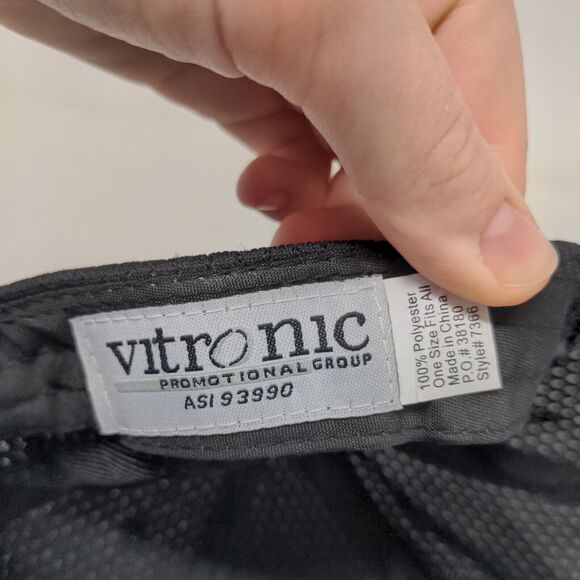 vitronic
PROMOTIONAL GROUP
ASI 93990
100% Polyester
One Size Fits All
Made in China
P.O # 38180
Style# 7366